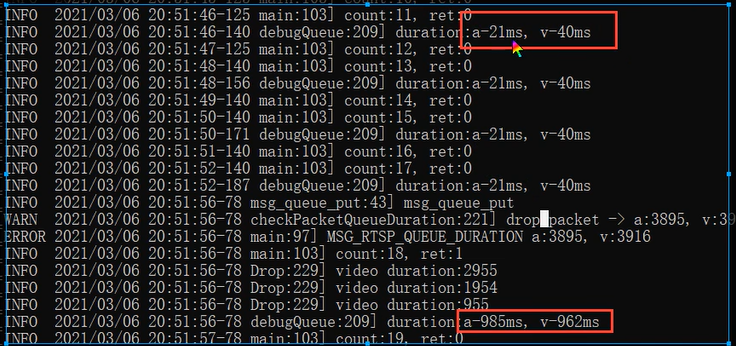 INFO 2021/03/06 20:51:46-125 main:103] count:11, ret:0
INFO 2021/03/06 20:51:46-140 debugQueue:209] duration:a-21ms, v-40ms
INFO 2021/03/06 20:51:47-125 main:103] count:12, ret:0
INFO 2021/03/06 20:51:48-140 main:103] count:13, ret:0
INFO 2021/03/06 20:51:48-156 debugQueue:209] duration:a-21ms, v-40ms
INFO 2021/03/06 20:51:49-140 main:103] count:14, ret:0
INFO 2021/03/06 20:51:50-140 main:103] count:15, ret:0
INFO 2021/03/06 20:51:50-171 debugQueue:209] duration:a-21ms, v-40ms
INFO 2021/03/06 20:51:51-140 main:103] count:16, ret:0
INFO 2021/03/06 20:51:52-140 main:103] count:17, ret:0
INFO 2021/03/06 20:51:52-187 debugQueue:209] duration:a-21ms, v-40ms
INFO 2021/03/06 20:51:56-78 msg_queue_put:43] msg_queue_put
WARN 2021/03/06 20:51:56-78 checkPacketQueueDuration:221] drop packet -> a:3895, v:39
ERROR 2021/03/06 20:51:56-78 main:97] MSG_RTSP_QUEUE_DURATION a:3895, v:3916
INFO 2021/03/06 20:51:56-78 main:103] count:18, ret:1
INFO 2021/03/06 20:51:56-78 Drop:229] video duration:2955
INFO 2021/03/06 20:51:56-78 Drop:229] video duration:1954
INFO 2021/03/06 20:51:56-78 Drop:229] video duration:955
INFO 2021/03/06 20:51:56-78 debugQueue:209] duration:a-985ms, v-962ms
INFO 2021/03/06 20:51:57-78 main:103] count:19, ret:0